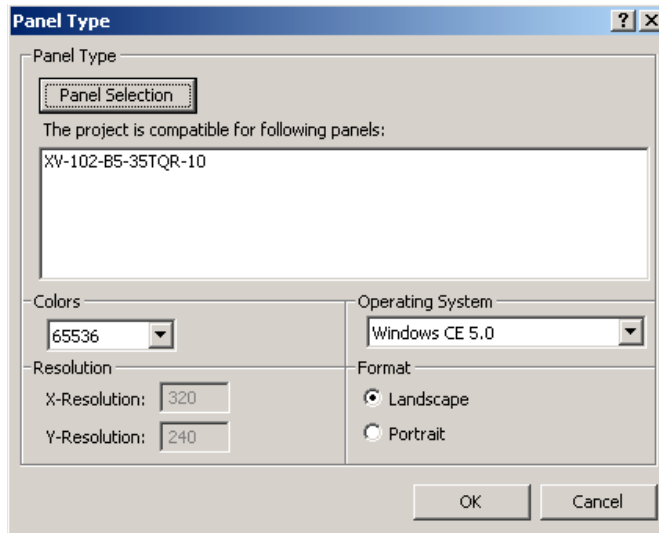 Panel Type
Panel Type
Panel Selection
The project is compatible for following panels:
XV-102-B5-35TQR-10
Colors
65536
Operating System
Windows CE 5.0
Resolution
X-Resolution: 320
Y-Resolution: 240
Format
Landscape
Portrait
OK Cancel